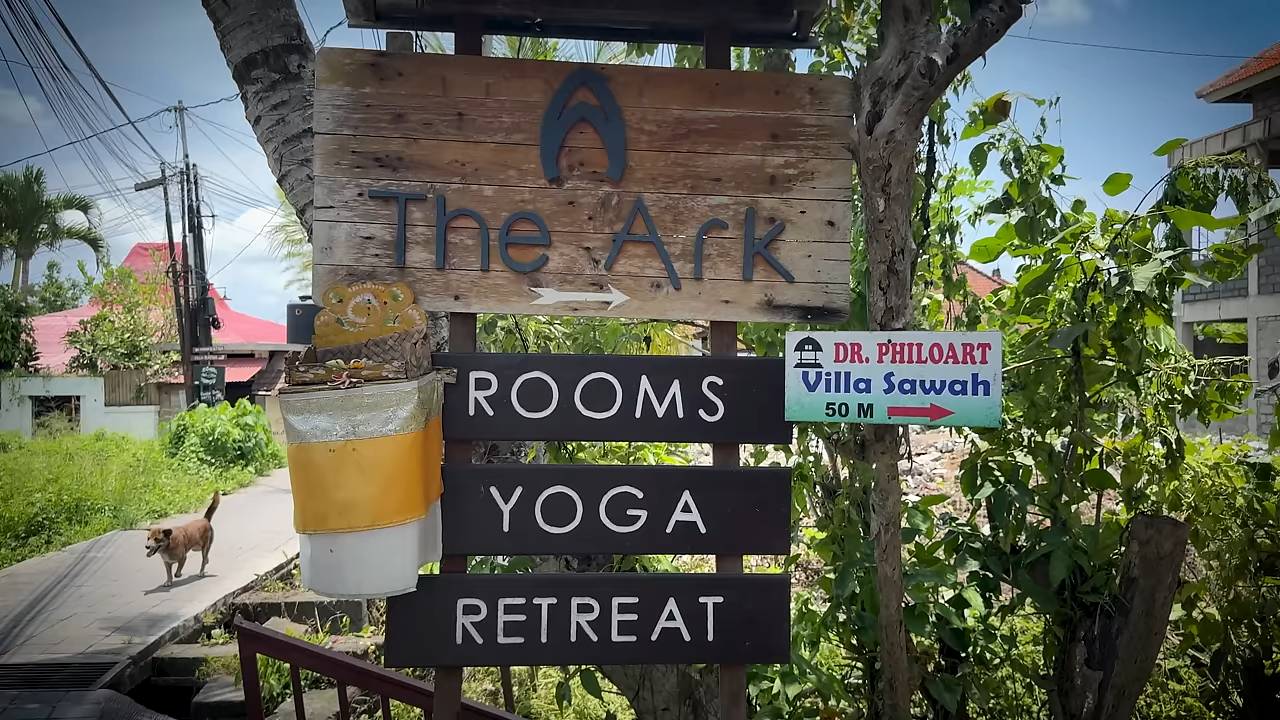 The Ark
ROOMS
YOGA
RETREAT
DR. PHILOART
Villa Sawah
50 M